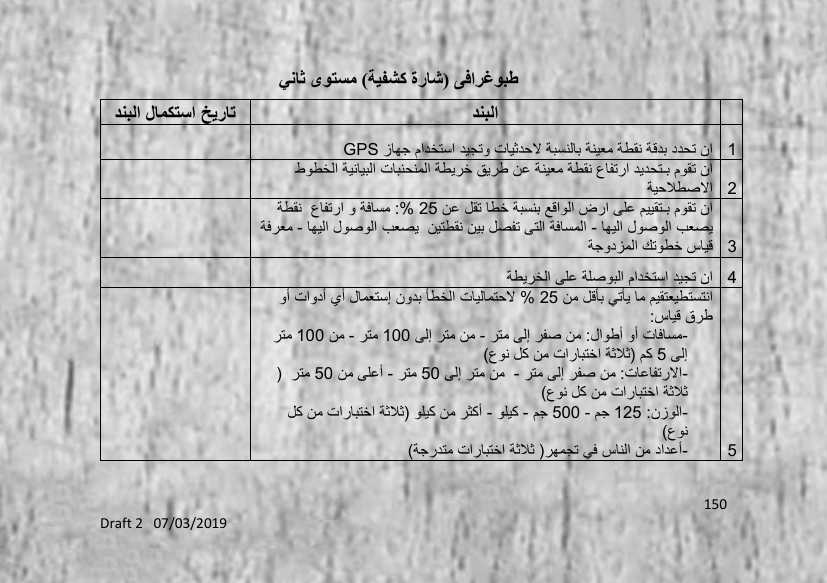 طبوغرافى (شارة كشفية) مستوى ثاني
البند تاريخ استكمال البند
1 ان تحدد بدقة نقطة معينة بالنسبة لاحدثيات وتجيد استخدام جهاز GPS
ان تقوم بـتحديد ارتفاع نقطة معينة عن طريق خريطة المنحنيات البيانية الخطوط
2 الاصطلاحية
ان تقوم بـتقييم على ارض الواقع بنسبة خطا تقل عن 25 %: مسافة و ارتفاع نقطة
يصعب الوصول اليها - المسافة التى تفصل بين نقطتين يصعب الوصول اليها - معرفة
3 قياس خطوتك المزدوجة
4 ان تجيد استخدام البوصلة على الخريطة
انتستطيعتقيم ما يأتي بأقل من 25 % لاحتماليات الخطأ بدون إستعمال أي أدوات أو
طرق قياس:
-مسافات أو أطوال: من صفر إلى متر - من متر إلى 100 متر - من 100 متر
إلى 5 كم (ثلاثة اختبارات من كل نوع)
-الارتفاعات: من صفر إلى متر - من متر إلى 50 متر - أعلى من 50 متر (
ثلاثة اختبارات من كل نوع)
-الوزن: 125 جم - 500 جم - كيلو - أكثر من كيلو (ثلاثة اختبارات من كل
نوع)
5 -أعداد من الناس في تجمهر( ثلاثة اختبارات متدرجة)
150
Draft 2 07/03/2019